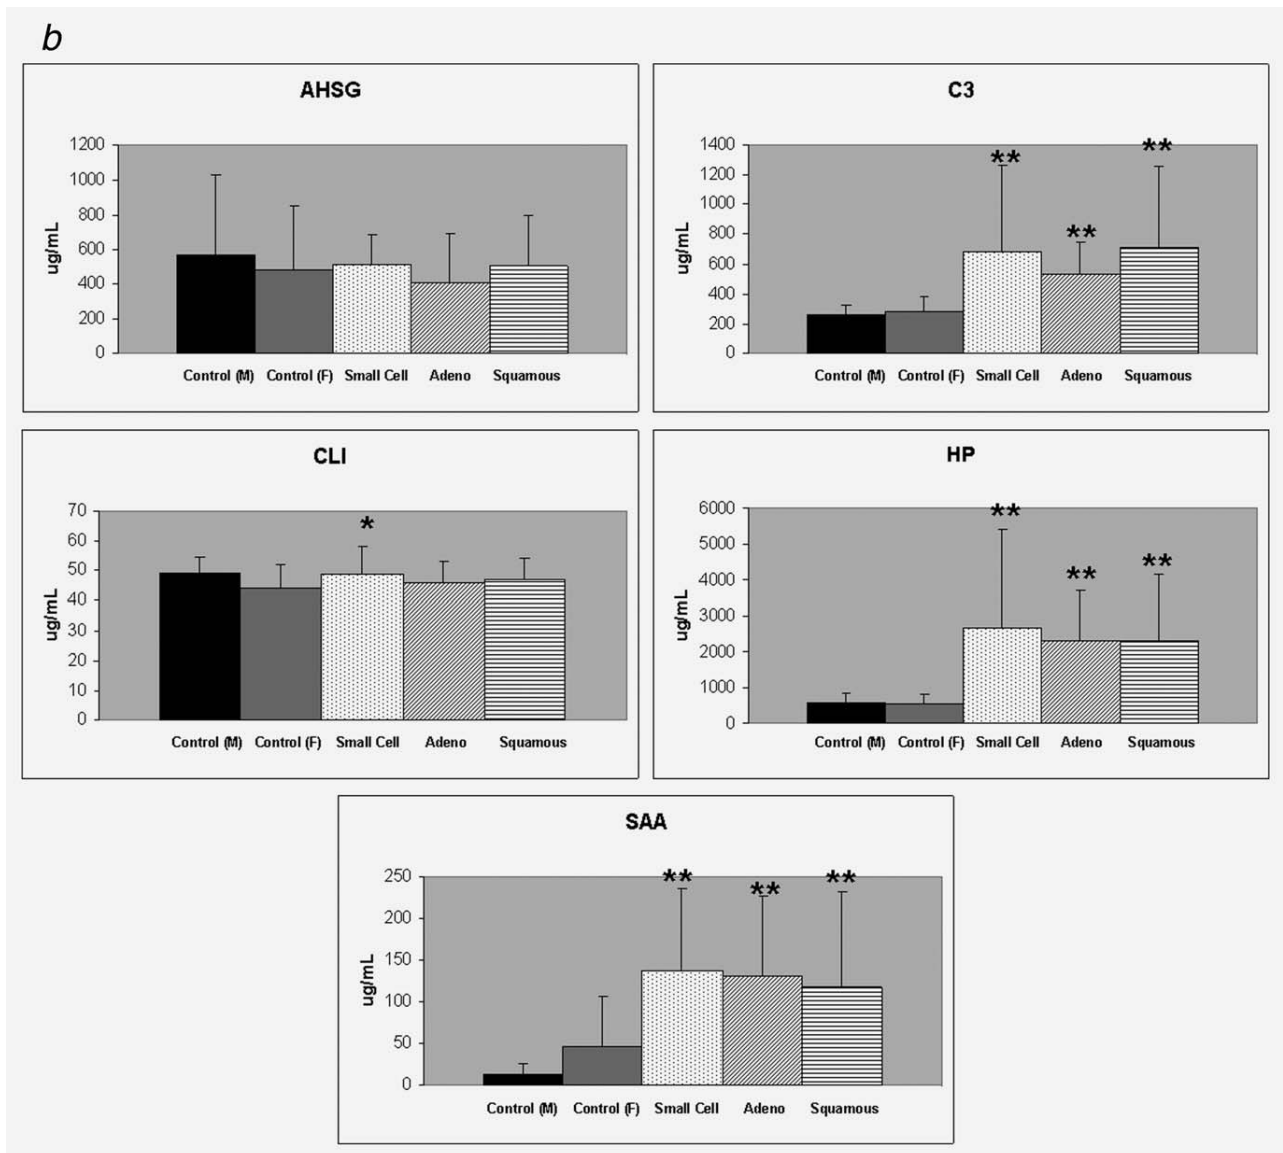 b
AHSG
1200
1000
800
600
400
200
0
ug/mL
Control (M) Control (F) Small Cell Adeno Squamous
C3
1400
1200
1000
800
600
400
200
0
ug/mL
** ** **
Control (M) Control (F) Small Cell Adeno Squamous
CLI
70
60
50
40
30
20
10
0
ug/mL
*
Control (M) Control (F) Small Cell Adeno Squamous
HP
6000
5000
4000
3000
2000
1000
0
ug/mL
** ** **
Control (M) Control (F) Small Cell Adeno Squamous
SAA
250
200
150
100
50
0
ug/mL
** ** **
Control (M) Control (F) Small Cell Adeno Squamous